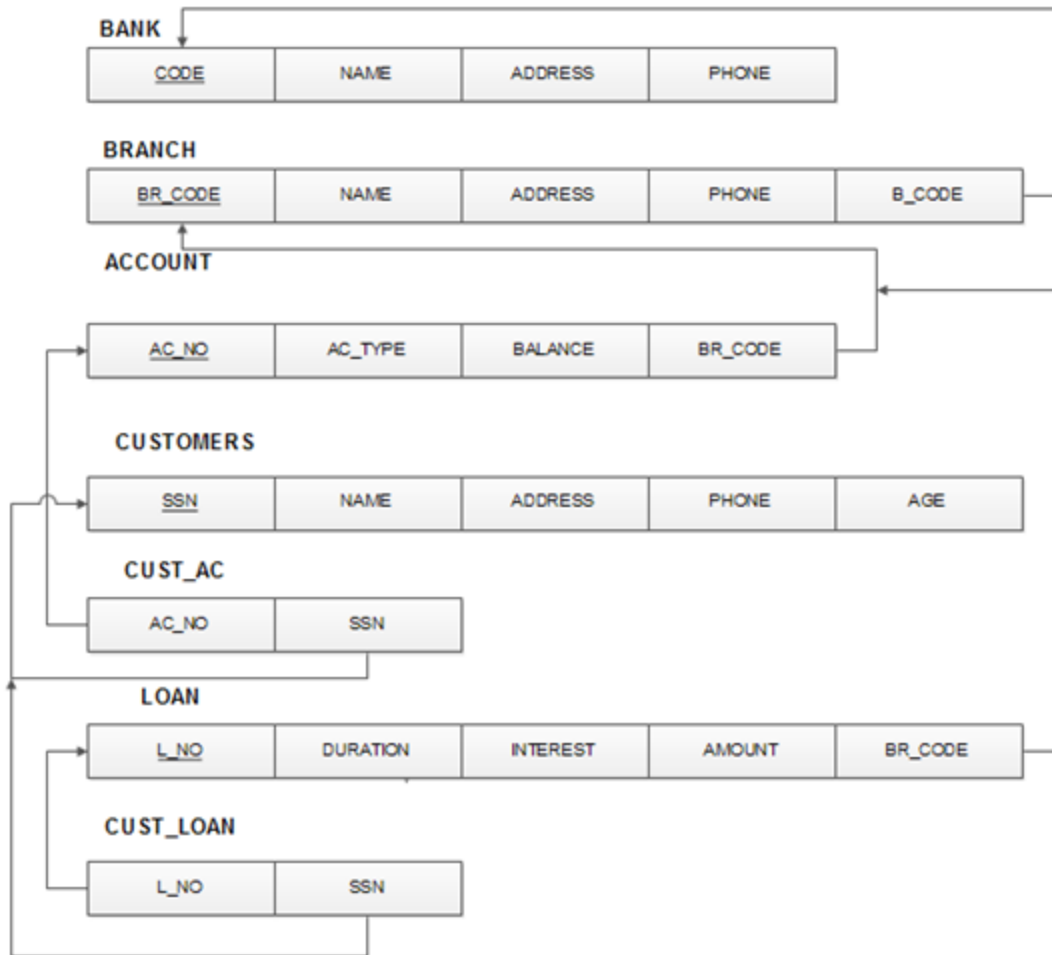 BANK
CODE NAME ADDRESS PHONE
BRANCH
BR_CODE NAME ADDRESS PHONE B_CODE
ACCOUNT
AC_NO AC_TYPE BALANCE BR_CODE
CUSTOMERS
SSN NAME ADDRESS PHONE AGE
CUST_AC
AC_NO SSN
LOAN
L_NO DURATION INTEREST AMOUNT BR_CODE
CUST_LOAN
L_NO SSN